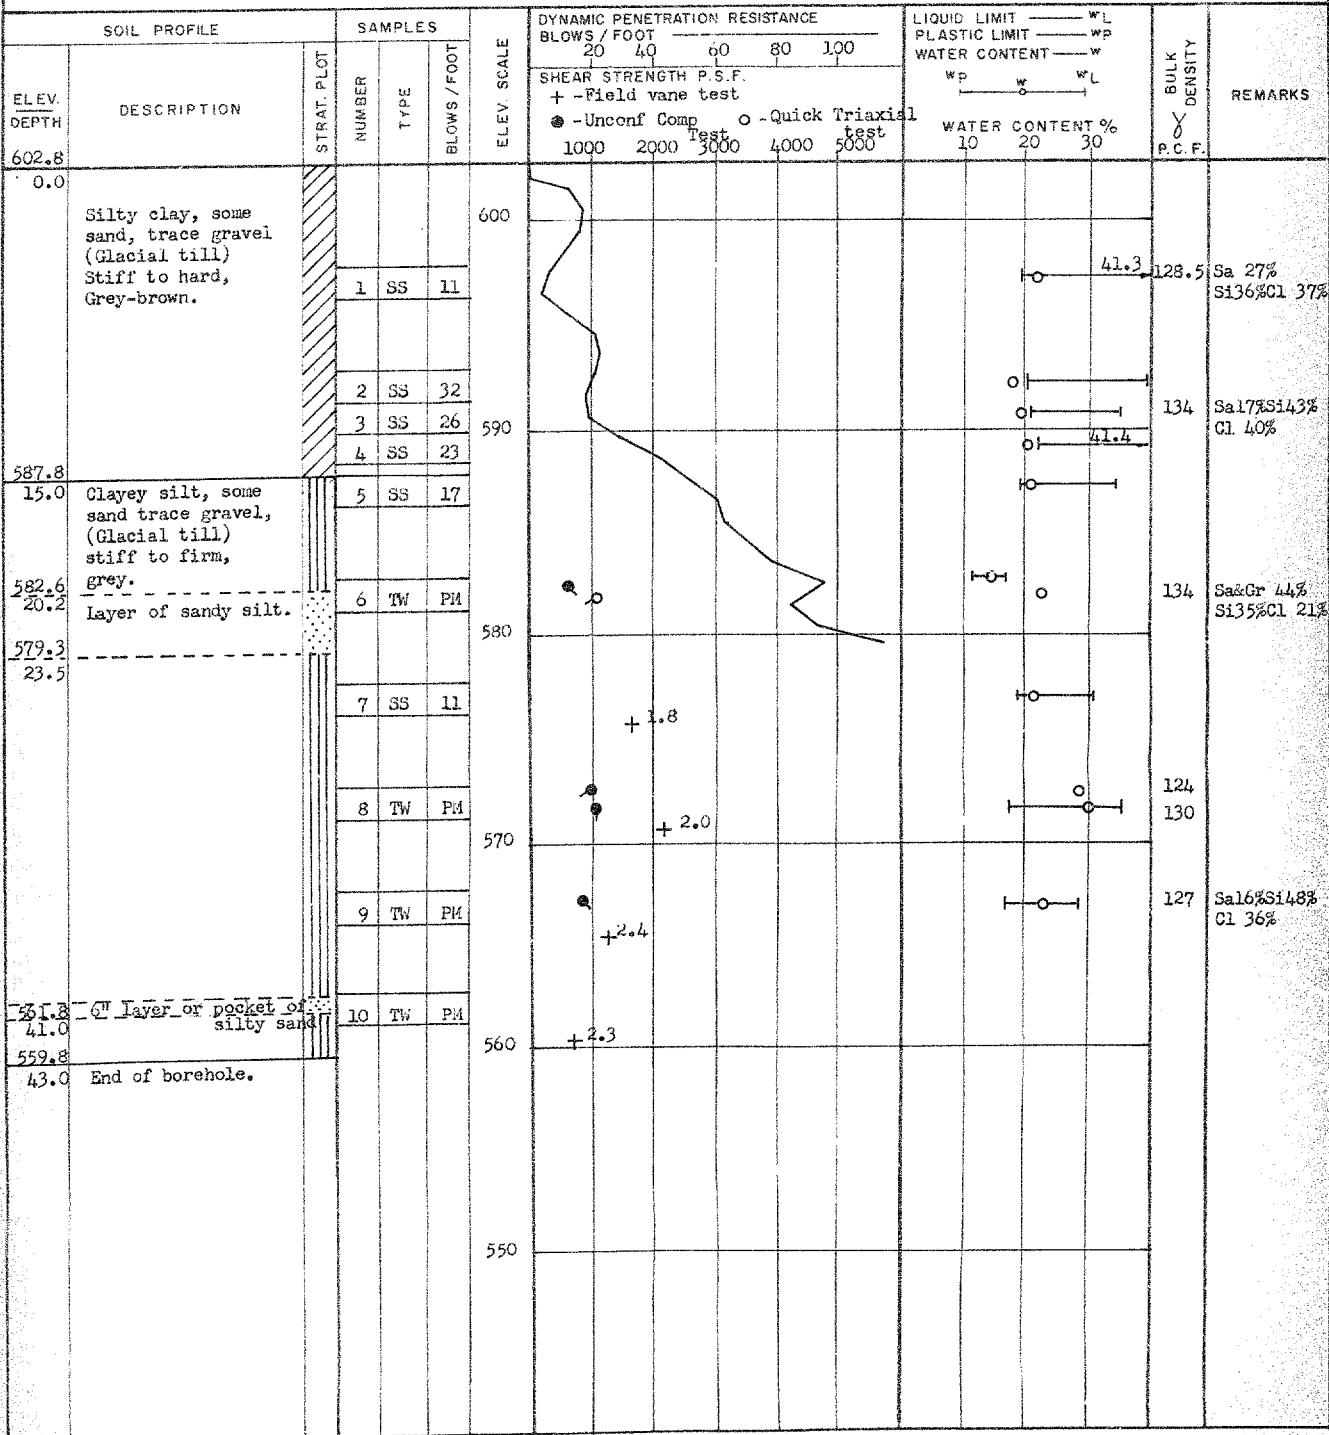 SOIL PROFILE
SAMPLES
ELEV. SCALE
DYNAMIC PENETRATION RESISTANCE
BLOWS / FOOT
20 40 60 80 100
SHEAR STRENGTH P.S.F.
+ -Field vane test
● -Unconf Comp Test
o -Quick Triaxial test
1000 2000 3000 4000 5000
LIQUID LIMIT WL
PLASTIC LIMIT WP
WATER CONTENT W
WP W WL
WATER CONTENT %
10 20 30
BULK DENSITY
γ
P.C.F.
REMARKS
ELEV.
DEPTH
DESCRIPTION
STRAT. PLOT
NUMBER
TYPE
BLOWS / FOOT
602.8
0.0
Silty clay, some
sand, trace gravel
(Glacial till)
Stiff to hard,
Grey-brown.
600
1 SS 11
41.3
128.5
Sa 27%
Si36%Cl 37%
2 SS 32
3 SS 26
134
Sa17%Si43%
Cl 40%
590
4 SS 23
41.4
587.8
15.0
Clayey silt, some
sand trace gravel,
(Glacial till)
stiff to firm,
grey.
5 SS 17
582.6
20.2
Layer of sandy silt.
6 TW PM
134
Sa&Gr 44%
Si35%Cl 21%
580
579.3
23.5
7 SS 11
1.8
8 TW PM
124
130
2.0
570
9 TW PM
127
Sa16%Si48%
Cl 36%
2.4
561.8
41.0
6" layer or pocket of
silty sand
10 TW PM
2.3
560
559.8
43.0
End of borehole.
550